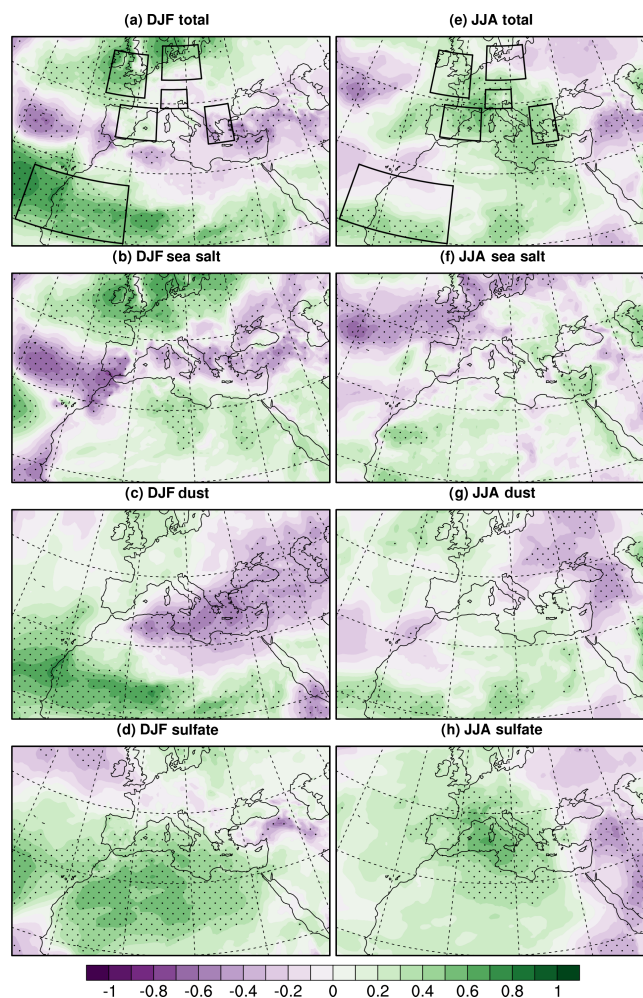 (a) DJF total
(e) JJA total
(b) DJF sea salt
(f) JJA sea salt
(c) DJF dust
(g) JJA dust
(d) DJF sulfate
(h) JJA sulfate
-1 -0.8 -0.6 -0.4 -0.2 0 0.2 0.4 0.6 0.8 1